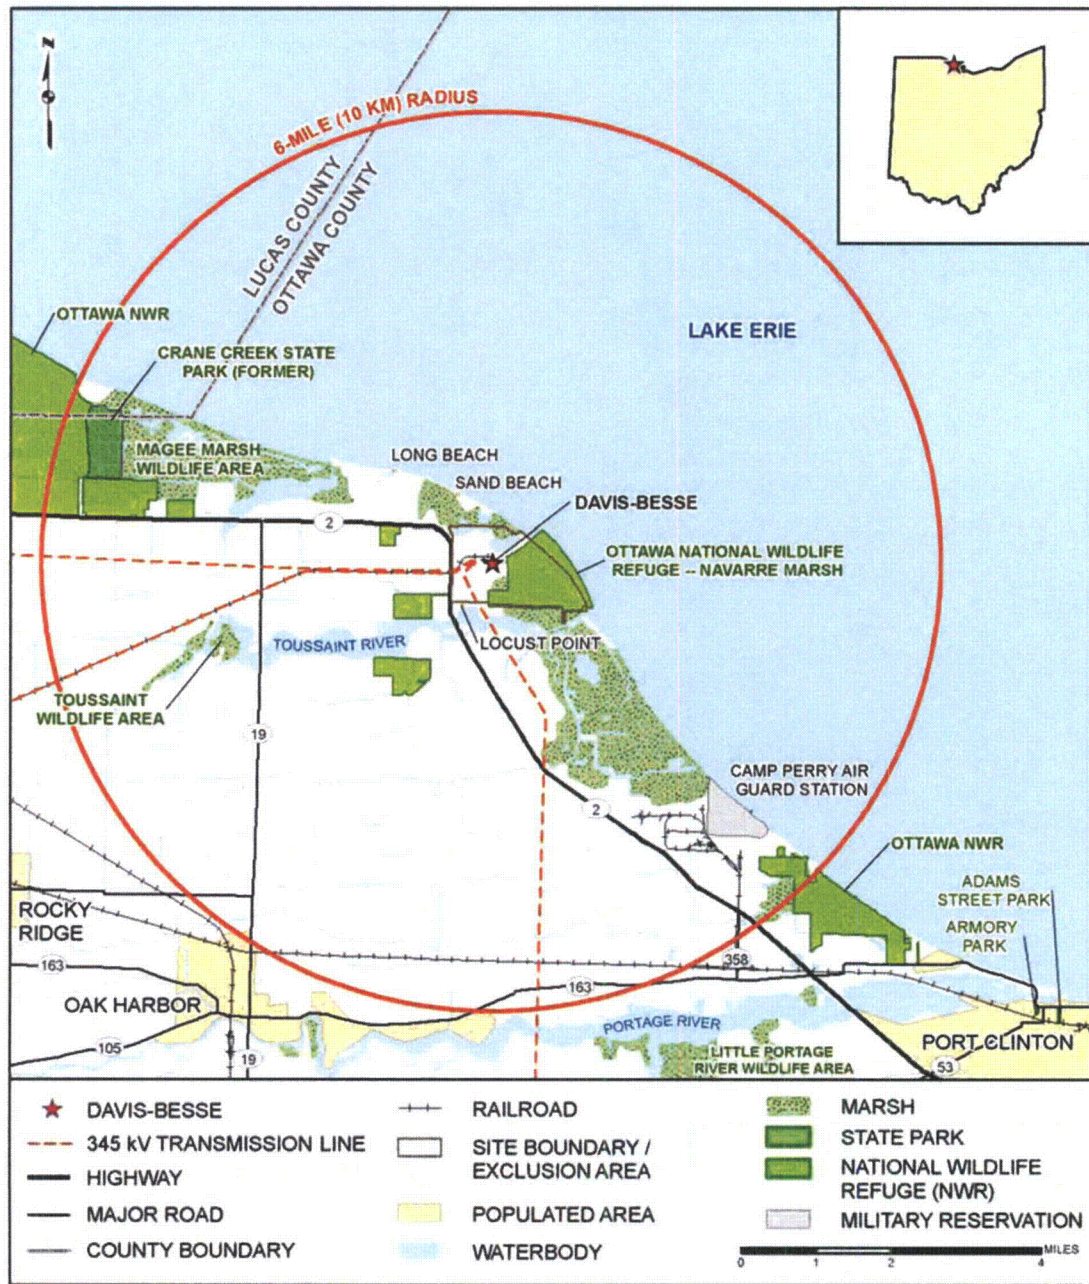 N
6-MILE (10 KM) RADIUS
LUCAS COUNTY
OTTAWA COUNTY
OTTAWA NWR
CRANE CREEK STATE
PARK (FORMER)
LAKE ERIE
MAGEE MARSH
WILDLIFE AREA
LONG BEACH
SAND BEACH
DAVIS-BESSE
2
OTTAWA NATIONAL WILDLIFE
REFUGE -- NAVARRE MARSH
TOUSSAINT RIVER
LOCUST POINT
TOUSSAINT
WILDLIFE AREA
19
CAMP PERRY AIR
GUARD STATION
2
OTTAWA NWR
ADAMS
STREET PARK
ARMORY
PARK
ROCKY
RIDGE
163
358
OAK HARBOR
163
PORTAGE RIVER
PORT CLINTON
105
19
LITTLE PORTAGE
RIVER WILDLIFE AREA
53
DAVIS-BESSE
345 kV TRANSMISSION LINE
HIGHWAY
MAJOR ROAD
COUNTY BOUNDARY
RAILROAD
SITE BOUNDARY /
EXCLUSION AREA
POPULATED AREA
WATERBODY
MARSH
STATE PARK
NATIONAL WILDLIFE
REFUGE (NWR)
MILITARY RESERVATION
MILES
0 1 2 4